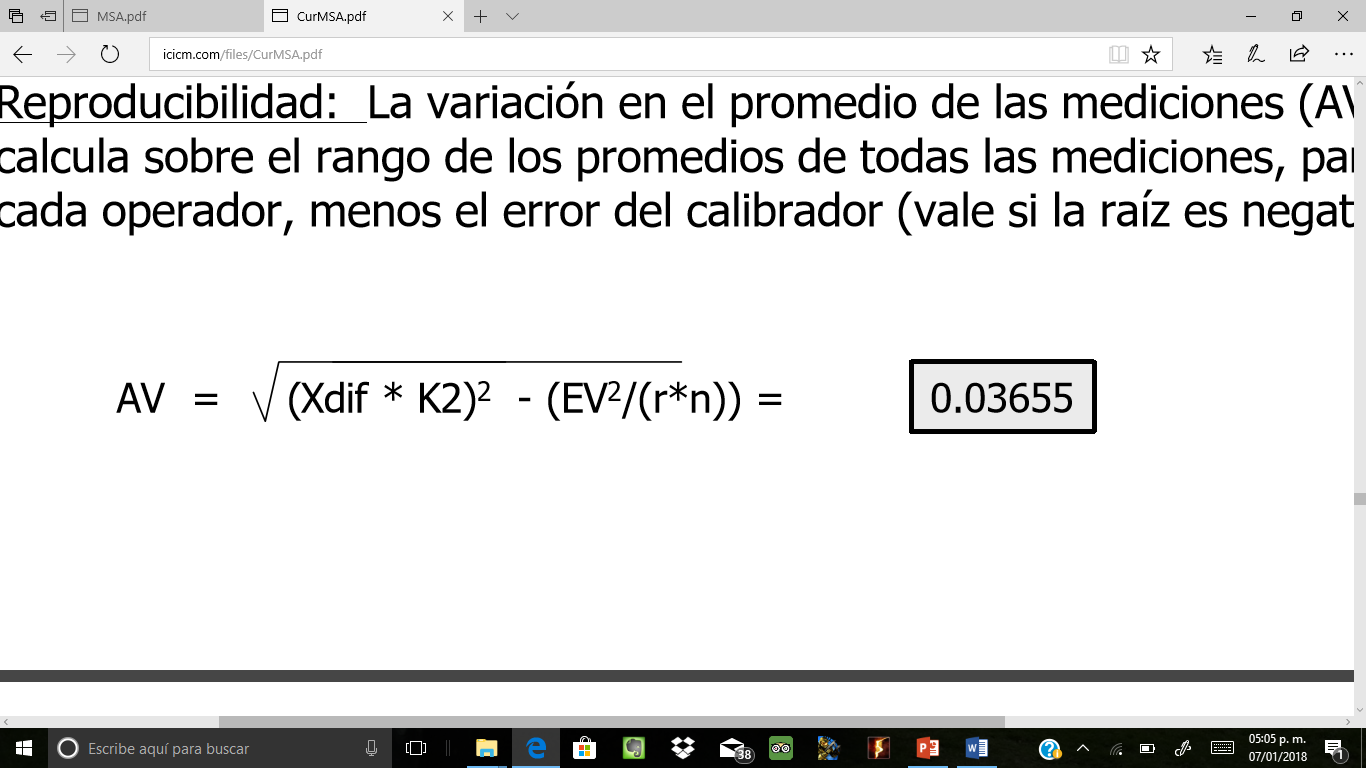 MSA.pdf
CurMSA.pdf
icicm.com/files/CurMSA.pdf
Reproducibilidad: La variación en el promedio de las mediciones (AV
calcula sobre el rango de los promedios de todas las mediciones, par
cada operador, menos el error del calibrador (vale si la raíz es negat
AV = √ (Xdif * K2)² - (EV²/(r*n)) = 0.03655
Escribe aquí para buscar
38
05:05 p. m.
07/01/2018
1